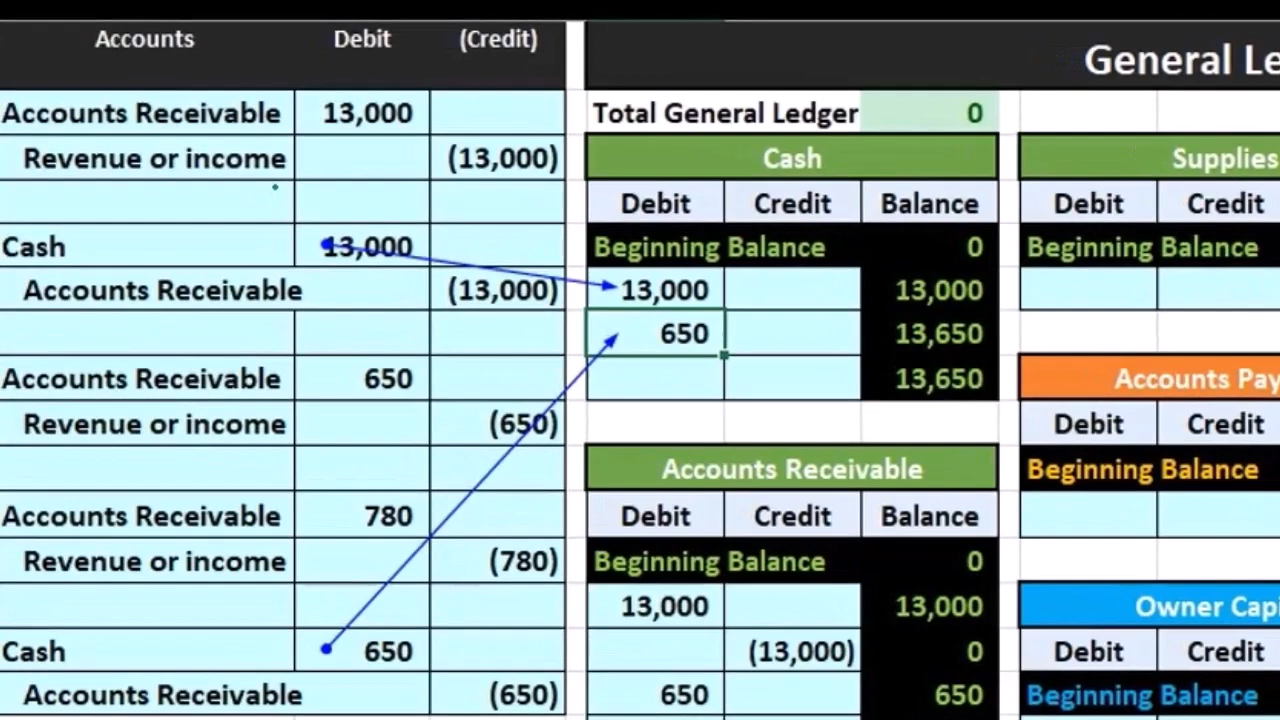 Accounts Debit (Credit)
Accounts Receivable 13,000
Revenue or income (13,000)
Cash 13,000
Accounts Receivable (13,000)
Accounts Receivable 650
Revenue or income (650)
Accounts Receivable 780
Revenue or income (780)
Cash 650
Accounts Receivable (650)
General Le
Total General Ledger 0
Cash
Debit Credit Balance
Beginning Balance 0
13,000 13,000
650 13,650
13,650
Accounts Receivable
Debit Credit Balance
Beginning Balance 0
13,000 13,000
(13,000) 0
650 650
Supplies
Debit Credit
Beginning Balance
Accounts Pay
Debit Credit
Beginning Balance
Owner Capi
Debit Credit
Beginning Balance